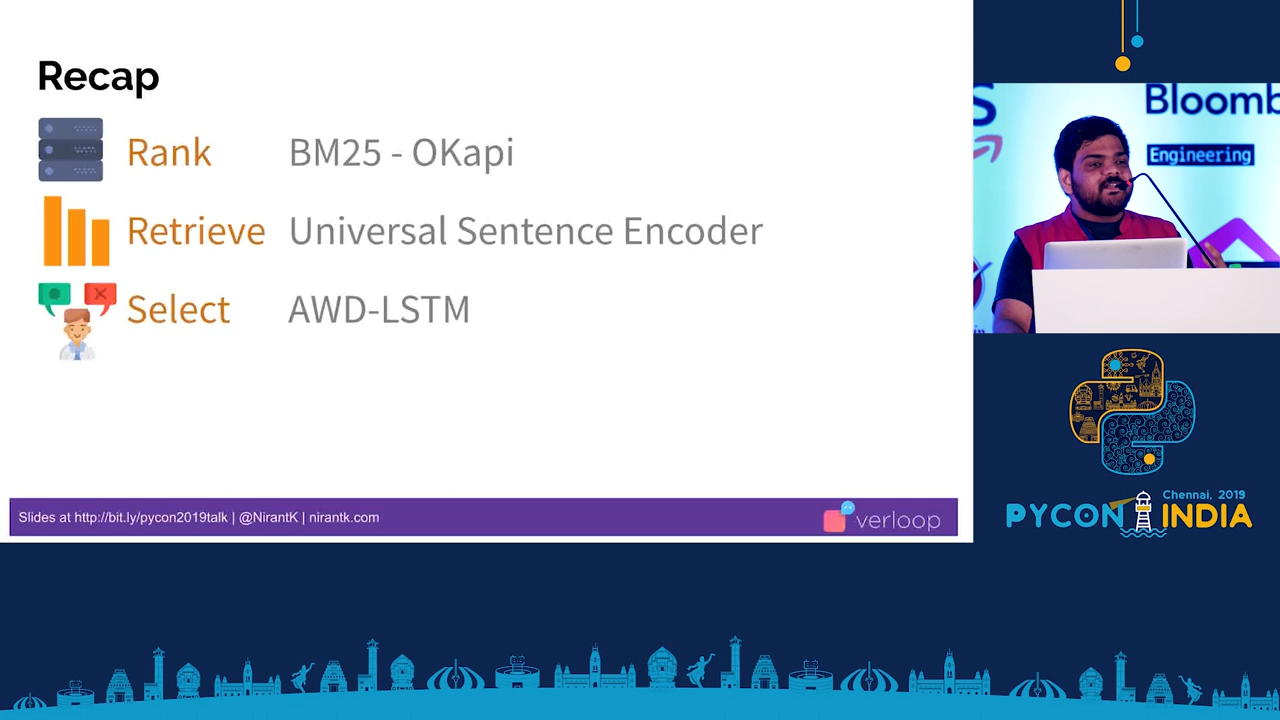 Recap
Rank BM25 - OKapi
Retrieve Universal Sentence Encoder
Select AWD-LSTM
Slides at http://bit.ly/pycon2019talk | @NirantK | nirantk.com
verloop
Engineering
Chennai, 2019
PYCON INDIA